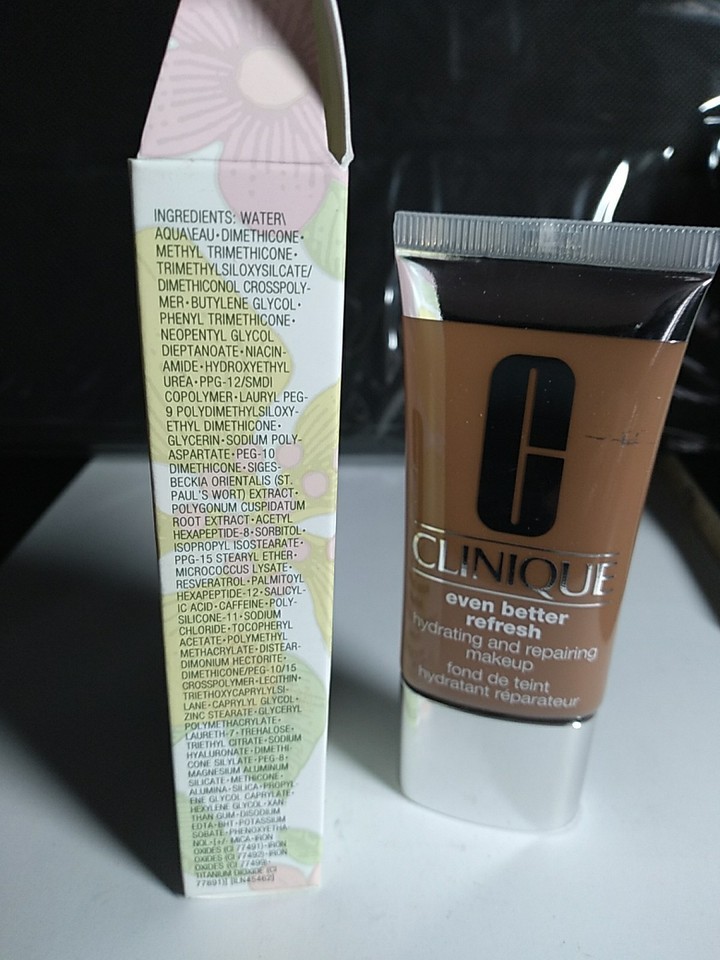 INGREDIENTS: WATER\
AQUA\EAU•DIMETHICONE•
METHYL TRIMETHICONE•
TRIMETHYLSILOXYSILCATE/
DIMETHICONOL CROSSPOLY-
MER•BUTYLENE GLYCOL•
PHENYL TRIMETHICONE•
NEOPENTYL GLYCOL
DIEPTANOATE•NIACIN-
AMIDE•HYDROXYETHYL
UREA•PPG-12/SMDI
COPOLYMER•LAURYL PEG-
9 POLYDIMETHYLSILOXY-
ETHYL DIMETHICONE•
GLYCERIN•SODIUM POLY-
ASPARTATE•PEG-10
DIMETHICONE•SIGES-
BECKIA ORIENTALIS (ST.
PAUL'S WORT) EXTRACT•
POLYGONUM CUSPIDATUM
ROOT EXTRACT•ACETYL
HEXAPEPTIDE-8•SORBITOL•
ISOPROPYL ISOSTEARATE•
PPG-15 STEARYL ETHER•
MICROCOCCUS LYSATE•
RESVERATROL•PALMITOYL
HEXAPEPTIDE-12•SALICYL-
IC ACID•CAFFEINE•POLY-
SILICONE-11•SODIUM
CHLORIDE•TOCOPHERYL
ACETATE•POLYMETHYL
METHACRYLATE•DISTEAR-
DIMONIUM HECTORITE•
DIMETHICONE/PEG-10/15
CROSSPOLYMER•LECITHIN•
TRIETHOXYCAPRYLYLSI-
LANE•CAPRYLYL GLYCOL•
ZINC STEARATE•GLYCERYL
POLYMETHACRYLATE•
LAURETH-7•TREHALOSE•
TRIETHYL CITRATE•SODIUM
HYALURONATE•DIMETHI-
CONE SILYLATE•PEG-8•
MAGNESIUM ALUMINUM
SILICATE•METHICONE•
ALUMINA•SILICA•PROPYL-
ENE GLYCOL CAPRYLATE•
HEXYLENE GLYCOL•XAN-
THAN GUM•DISODIUM
EDTA•BHT•POTASSIUM
SORBATE•PHENOXYETHA-
NOL•[+/- MICA•IRON
OXIDES (CI 77491)•IRON
OXIDES (CI 77492)•IRON
OXIDES (CI 77499)•
TITANIUM DIOXIDE (CI
77891)] [ILN45462]
C
CLINIQUE
even better
refresh
hydrating and repairing
makeup
fond de teint
hydratant réparateur